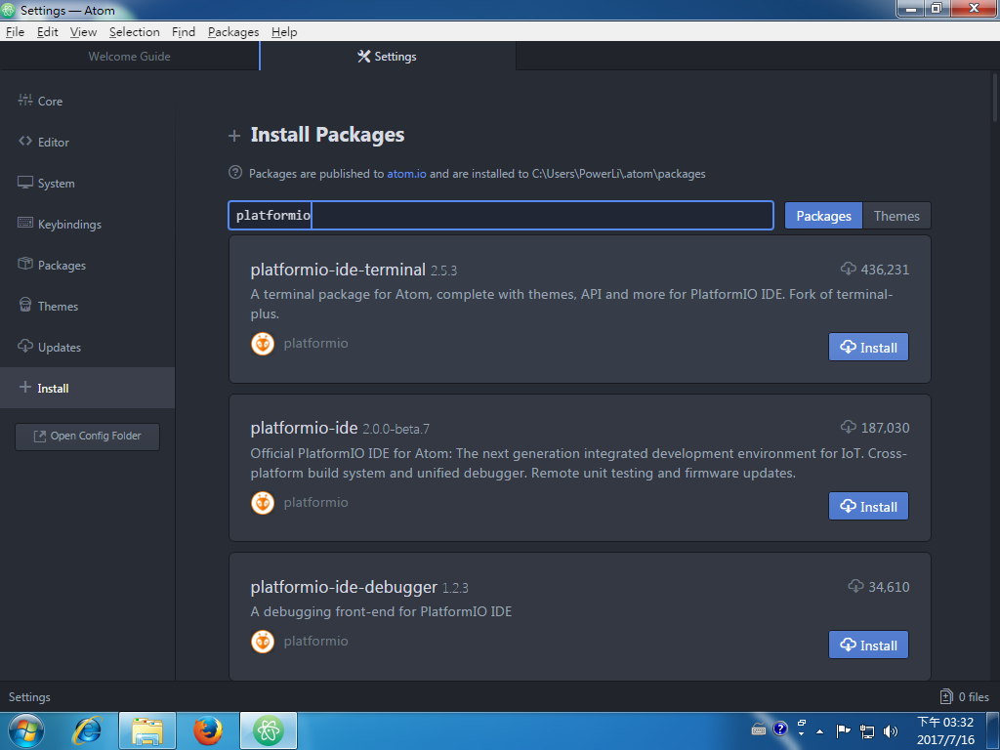 Settings — Atom
File Edit View Selection Find Packages Help
Welcome Guide
Settings
Core
Editor
System
Keybindings
Packages
Themes
Updates
Install
Open Config Folder
Install Packages
Packages are published to atom.io and are installed to C:\Users\PowerLi\.atom\packages
platformio
Packages
Themes
platformio-ide-terminal 2.5.3
436,231
A terminal package for Atom, complete with themes, API and more for PlatformIO IDE. Fork of terminal-
plus.
platformio
Install
platformio-ide 2.0.0-beta.7
187,030
Official PlatformIO IDE for Atom: The next generation integrated development environment for IoT. Cross-
platform build system and unified debugger. Remote unit testing and firmware updates.
platformio
Install
platformio-ide-debugger 1.2.3
34,610
A debugging front-end for PlatformIO IDE
platformio
Install
Settings
0 files
下午 03:32
2017/7/16